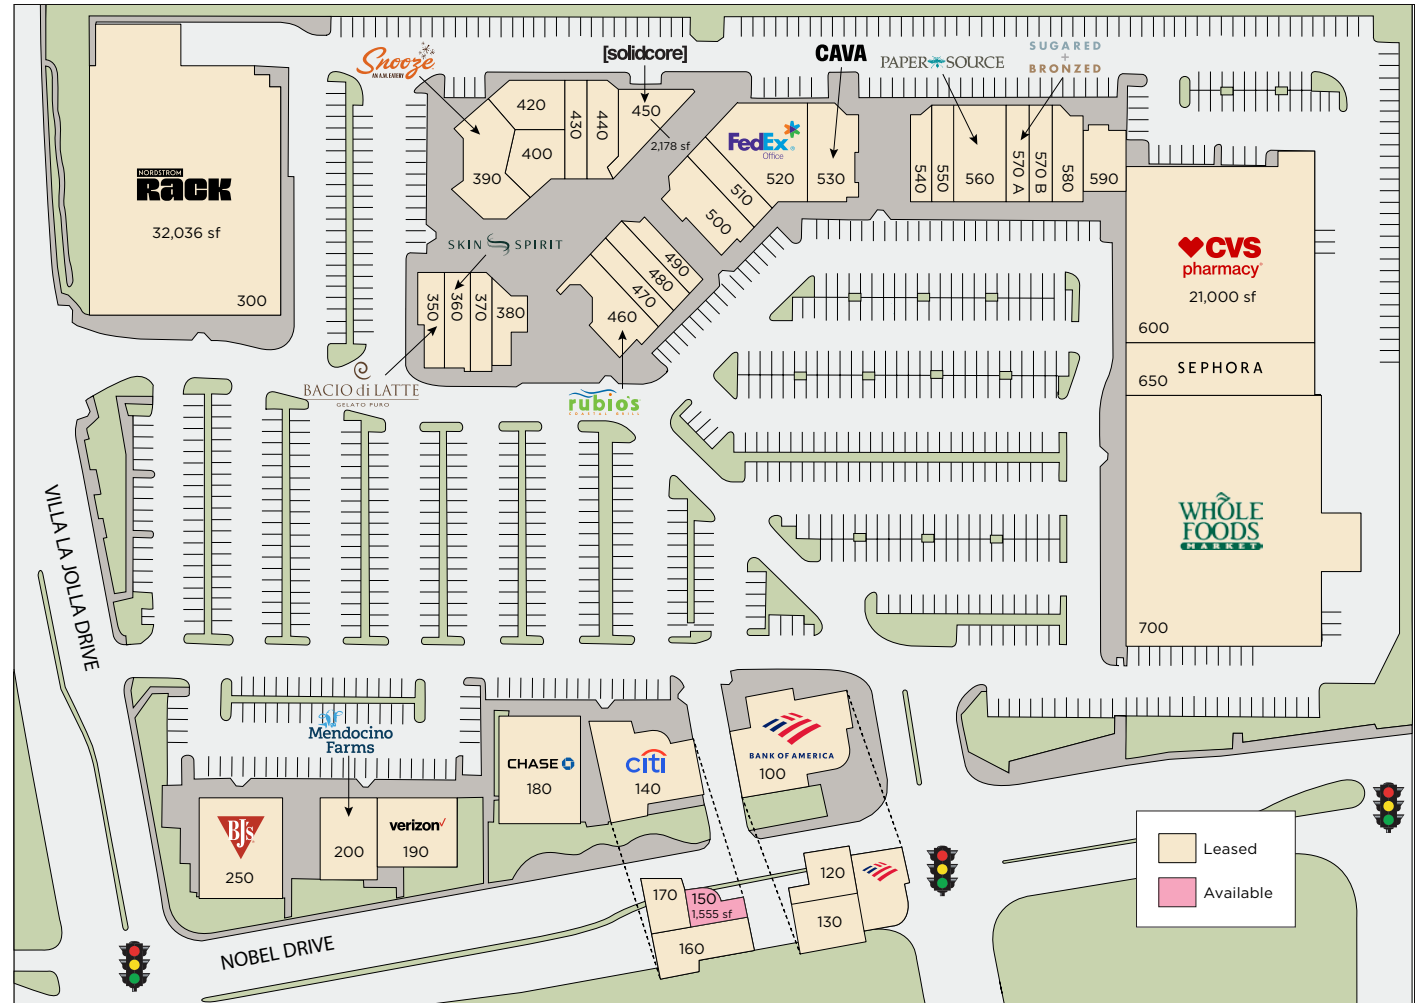 Snooze
AN A.M. EATERY
[solidcore]
CAVA
PAPER SOURCE
SUGARED
+
BRONZED
NORDSTROM
RACK
32,036 sf
300
420
430
440
450
2,178 sf
400
390
FedEx
Office
520
530
510
500
540
550
560
570 A
570 B
580
590
SKIN SPIRIT
350
360
370
380
490
480
470
460
BACIO di LATTE
GELATO PURO
rubio's
COASTAL GRILL
CVS
pharmacy
21,000 sf
600
650
SEPHORA
WHOLE
FOODS
MARKET
700
VILLA LA JOLLA DRIVE
Mendocino
Farms
BJ's
250
200
verizon
190
CHASE
180
citi
140
BANK OF AMERICA
100
170
150
1,555 sf
160
120
130
NOBEL DRIVE
Leased
Available